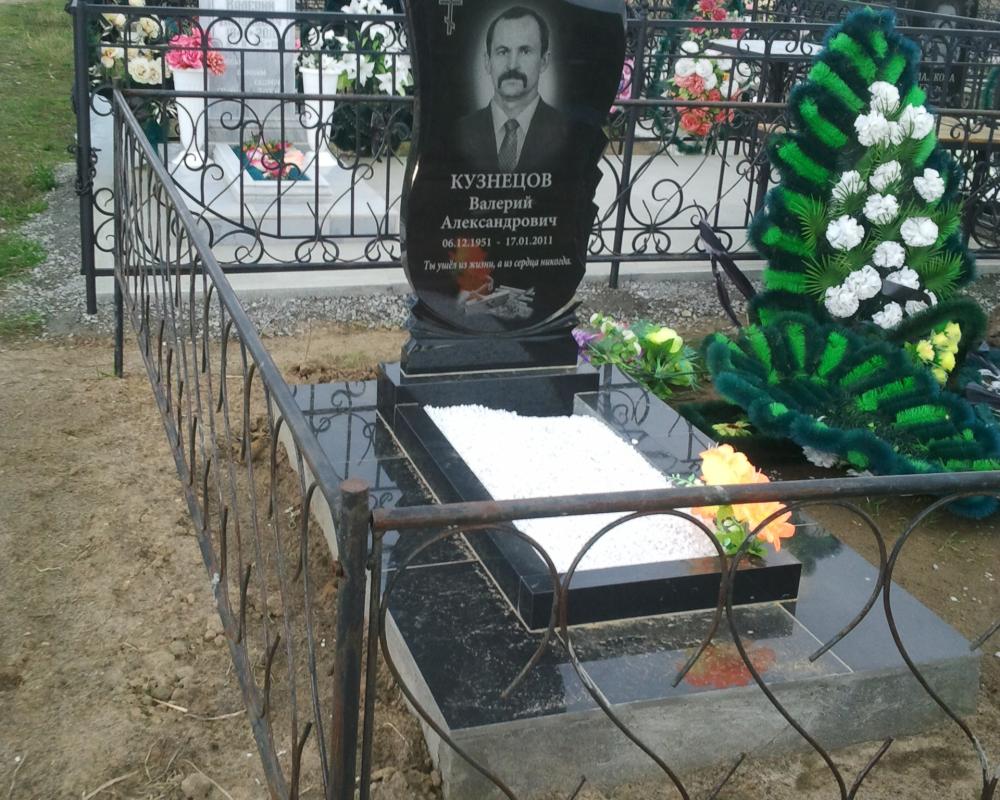 КУЗНЕЦОВ
Валерий
Александрович
06.12.1951 - 17.01.2011
Ты ушёл из жизни, а из сердца никогда.